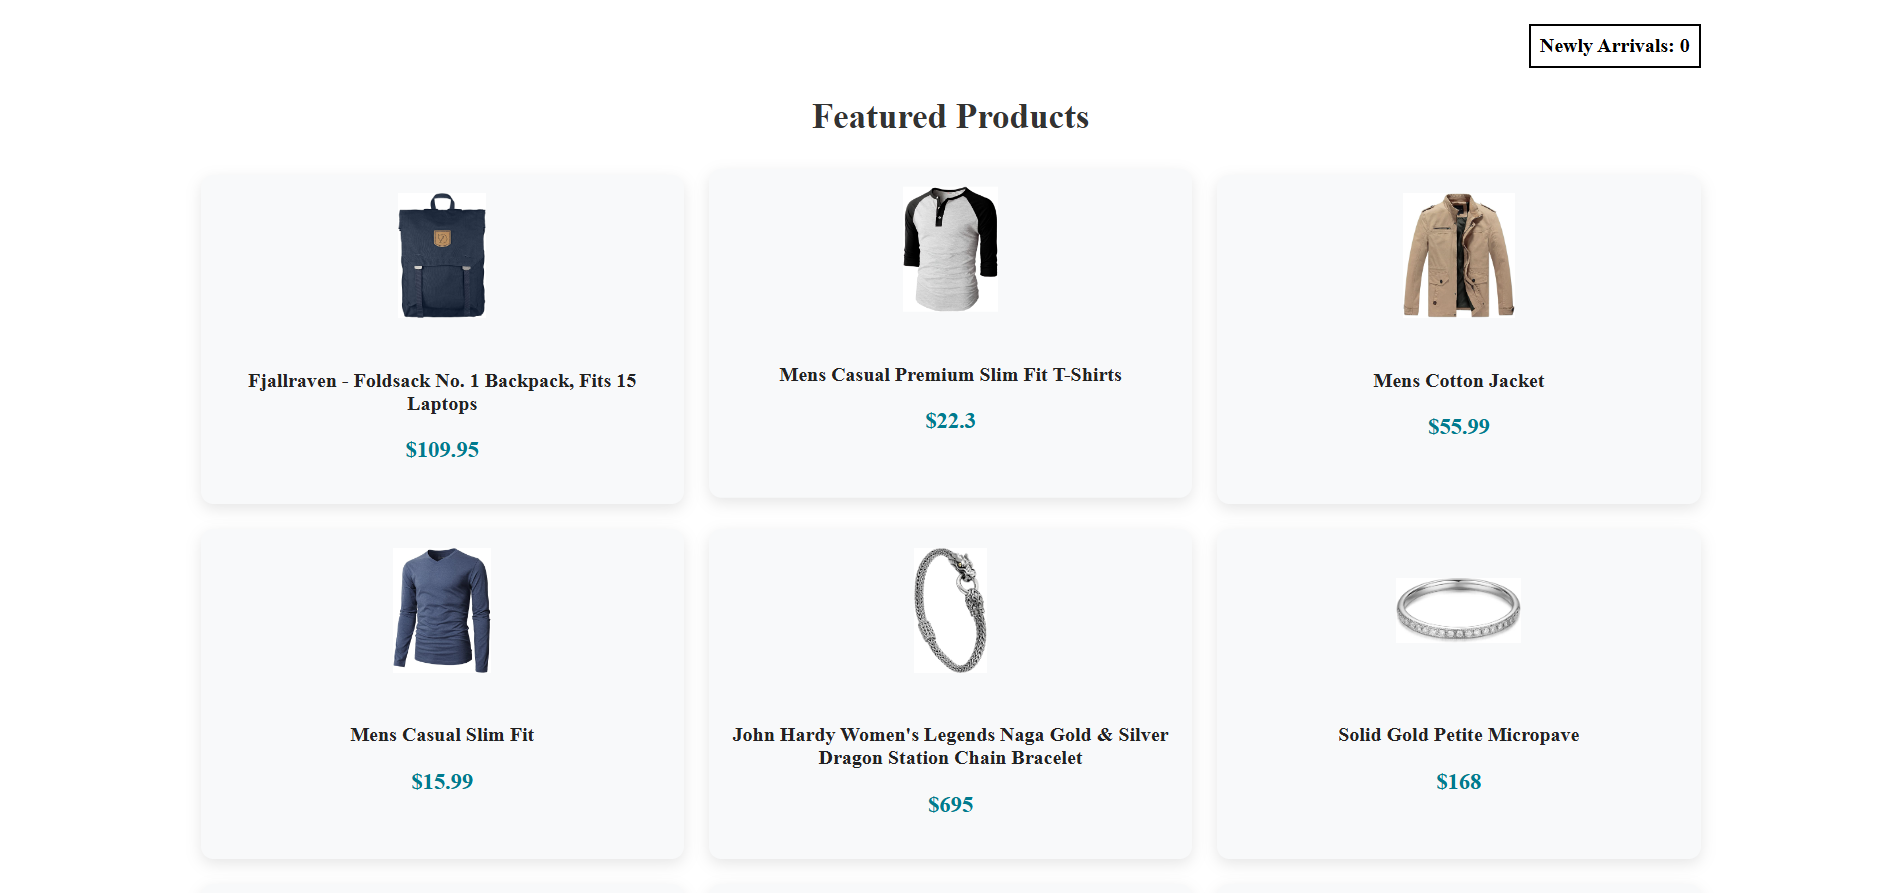 Newly Arrivals: 0
Featured Products
Fjallraven - Foldsack No. 1 Backpack, Fits 15
Laptops
$109.95
Mens Casual Premium Slim Fit T-Shirts
$22.3
Mens Cotton Jacket
$55.99
Mens Casual Slim Fit
$15.99
John Hardy Women's Legends Naga Gold & Silver
Dragon Station Chain Bracelet
$695
Solid Gold Petite Micropave
$168